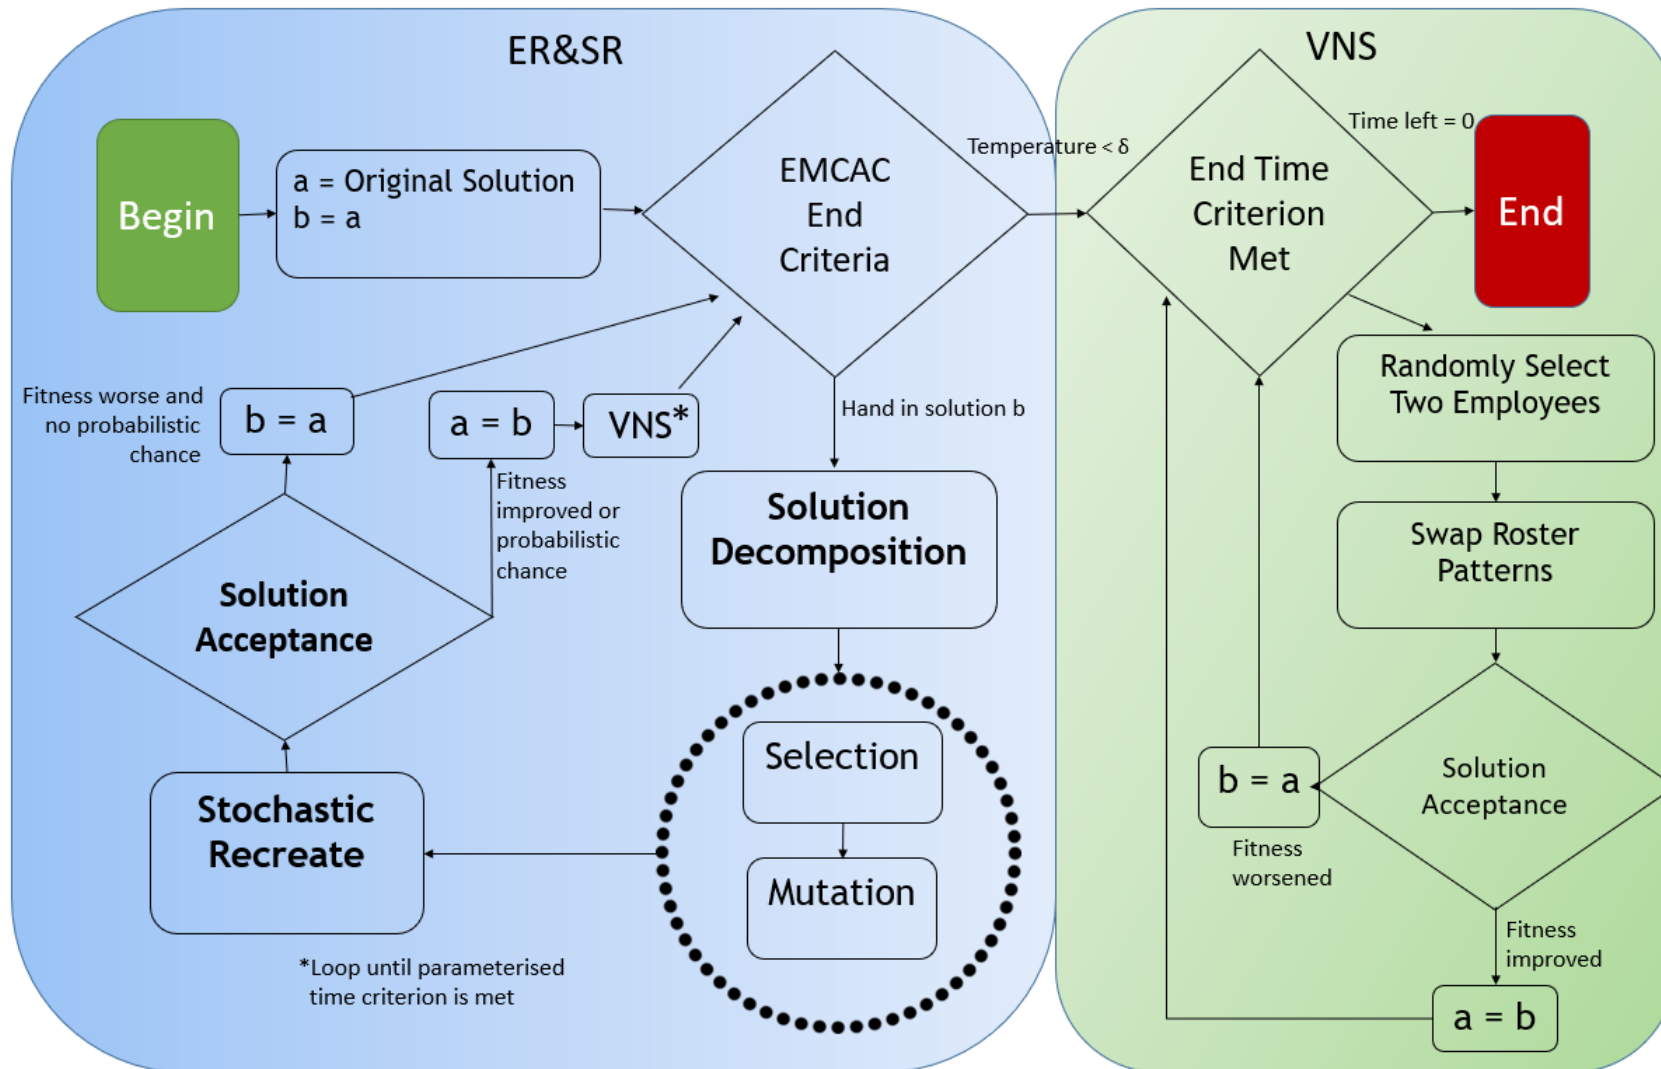 ER&SR
VNS
Begin
a = Original Solution
b = a
EMCAC
End
Criteria
Temperature < δ
End Time
Criterion
Met
Time left = 0
End
Randomly Select
Two Employees
Fitness worse and
no probabilistic
chance
b = a
a = b
VNS*
Hand in solution b
Fitness
improved or
probabilistic
chance
Solution
Decomposition
Swap Roster
Patterns
Solution
Acceptance
Selection
Mutation
Stochastic
Recreate
b = a
Solution
Acceptance
Fitness
worsened
Fitness
improved
*Loop until parameterised
time criterion is met
a = b